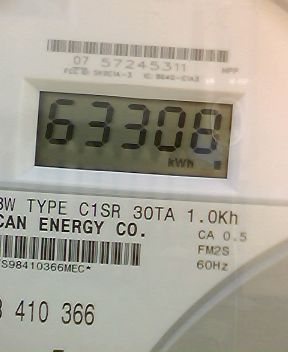 07 57245311
63308
kWh
3W TYPE C1SR 30TA 1.0Kh
CAN ENERGY CO.
CA 0.5
FM2S
60Hz
S98410366MEC*
410 366